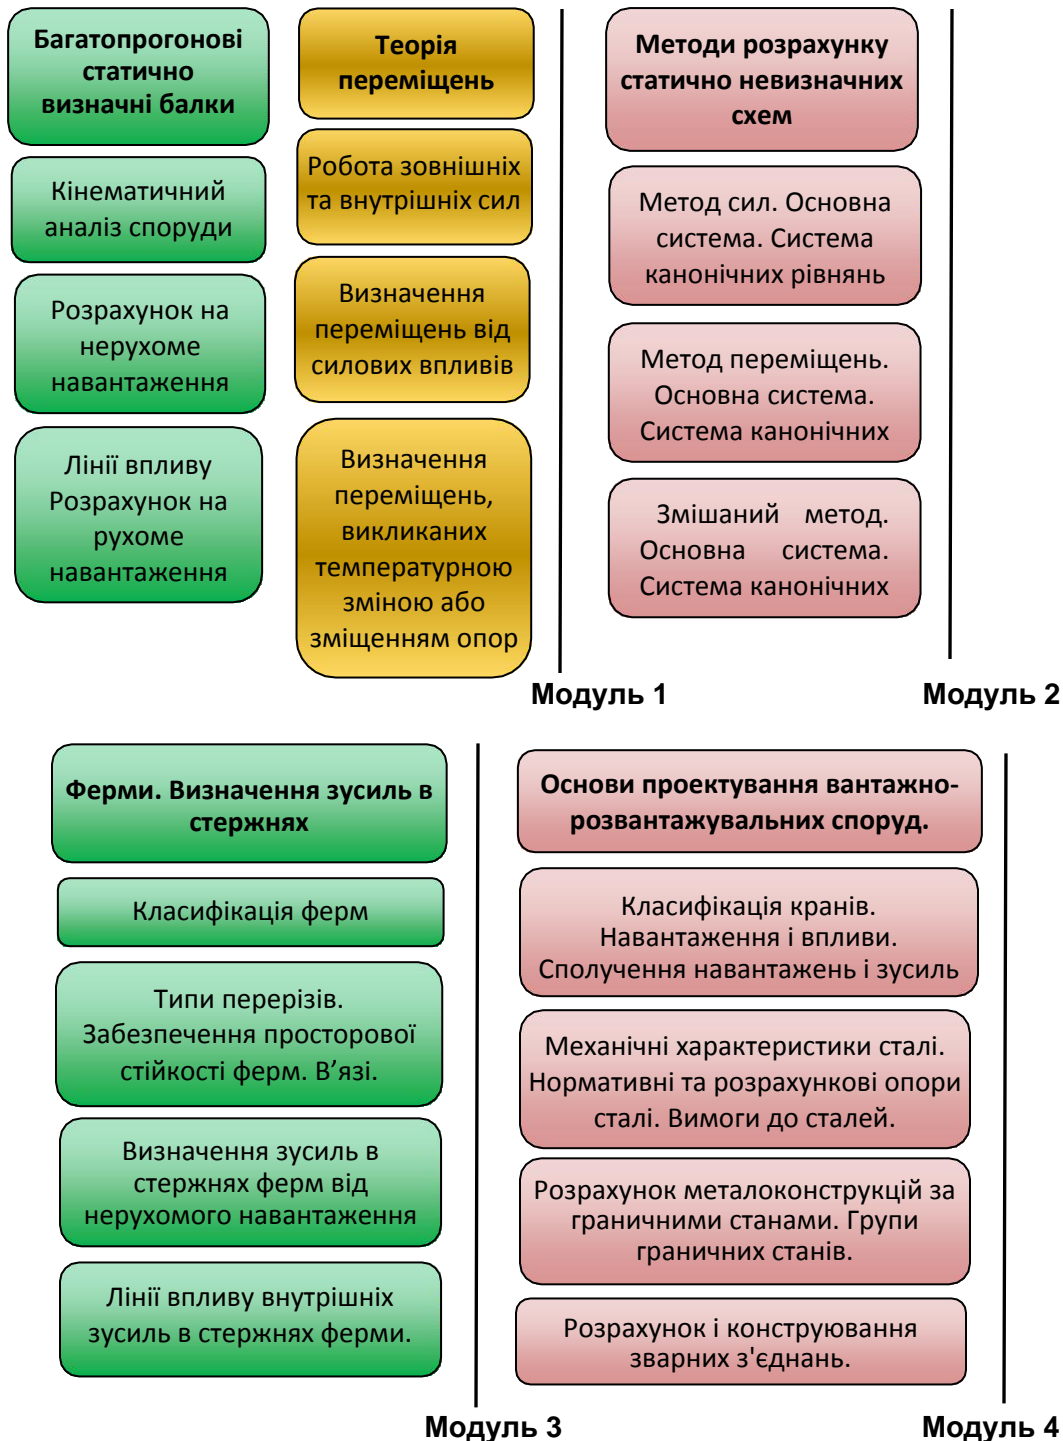 Багатопрогонові
статично
визначні балки
Кінематичний
аналіз споруди
Розрахунок на
нерухоме
навантаження
Лінії впливу
Розрахунок на
рухоме
навантаження
Теорія
переміщень
Робота зовнішніх
та внутрішніх сил
Визначення
переміщень від
силових впливів
Визначення
переміщень,
викликаних
температурною
зміною або
зміщенням опор
Модуль 1
Методи розрахунку
статично невизначних
схем
Метод сил. Основна
система. Система
канонічних рівнянь
Метод переміщень.
Основна система.
Система канонічних
Змішаний метод.
Основна система.
Система канонічних
Модуль 2
Ферми. Визначення зусиль в
стержнях
Класифікація ферм
Типи перерізів.
Забезпечення просторової
стійкості ферм. В’язі.
Визначення зусиль в
стержнях ферм від
нерухомого навантаження
Лінії впливу внутрішніх
зусиль в стержнях ферми.
Модуль 3
Основи проектування вантажно-
розвантажувальних споруд.
Класифікація кранів.
Навантаження і впливи.
Сполучення навантажень і зусиль
Механічні характеристики сталі.
Нормативні та розрахункові опори
сталі. Вимоги до сталей.
Розрахунок металоконструкцій за
граничними станами. Групи
граничних станів.
Розрахунок і конструювання
зварних з'єднань.
Модуль 4